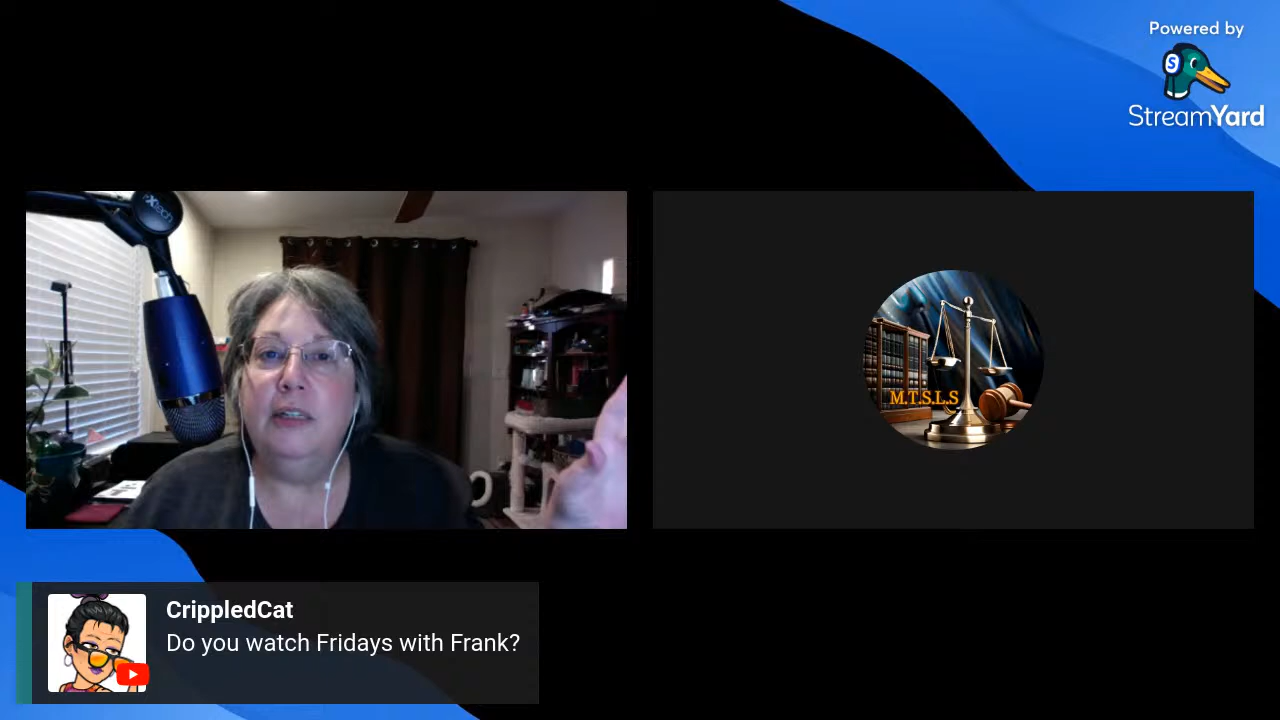 Powered by
StreamYard
M.T.S.L.S
CrippledCat
Do you watch Fridays with Frank?